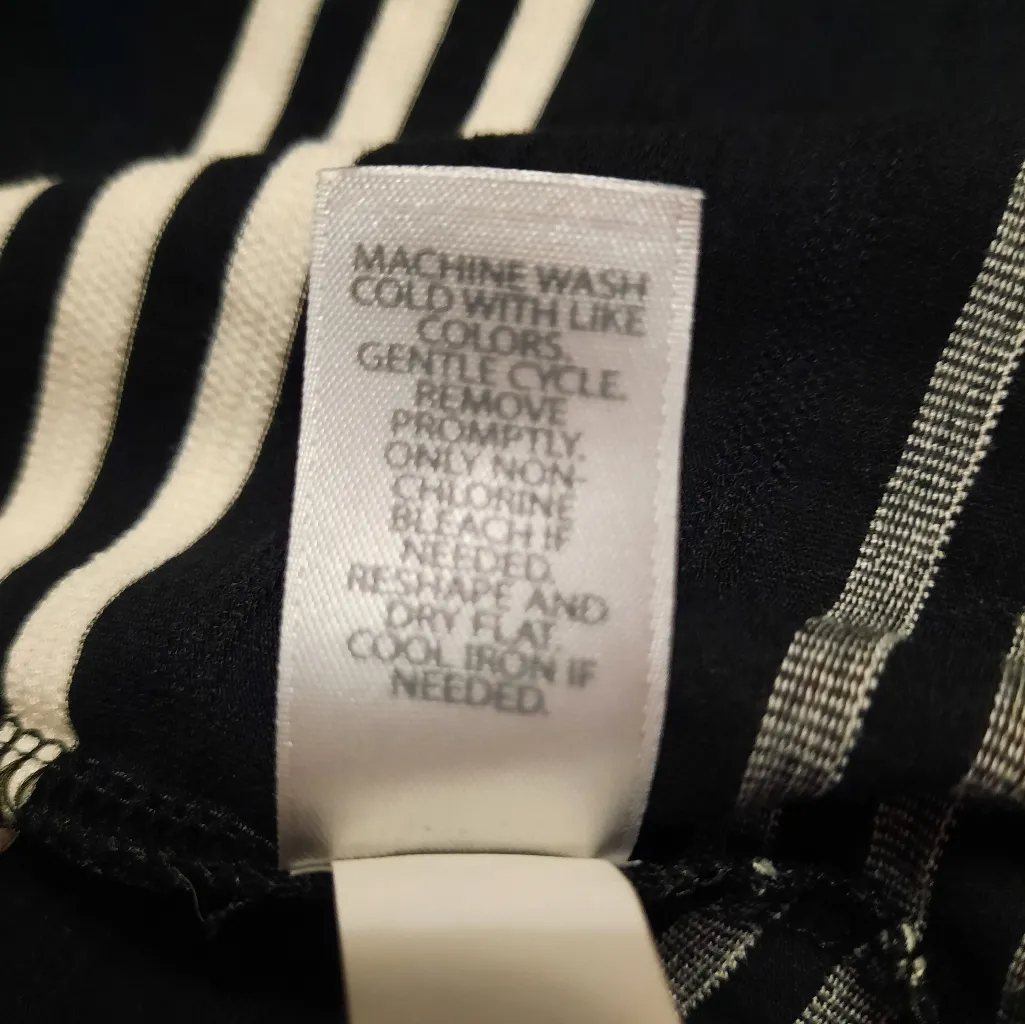 MACHINE WASH
COLD WITH LIKE
COLORS.
GENTLE CYCLE.
REMOVE
PROMPTLY.
ONLY NON-
CHLORINE
BLEACH IF
NEEDED.
RESHAPE AND
DRY FLAT.
COOL IRON IF
NEEDED.